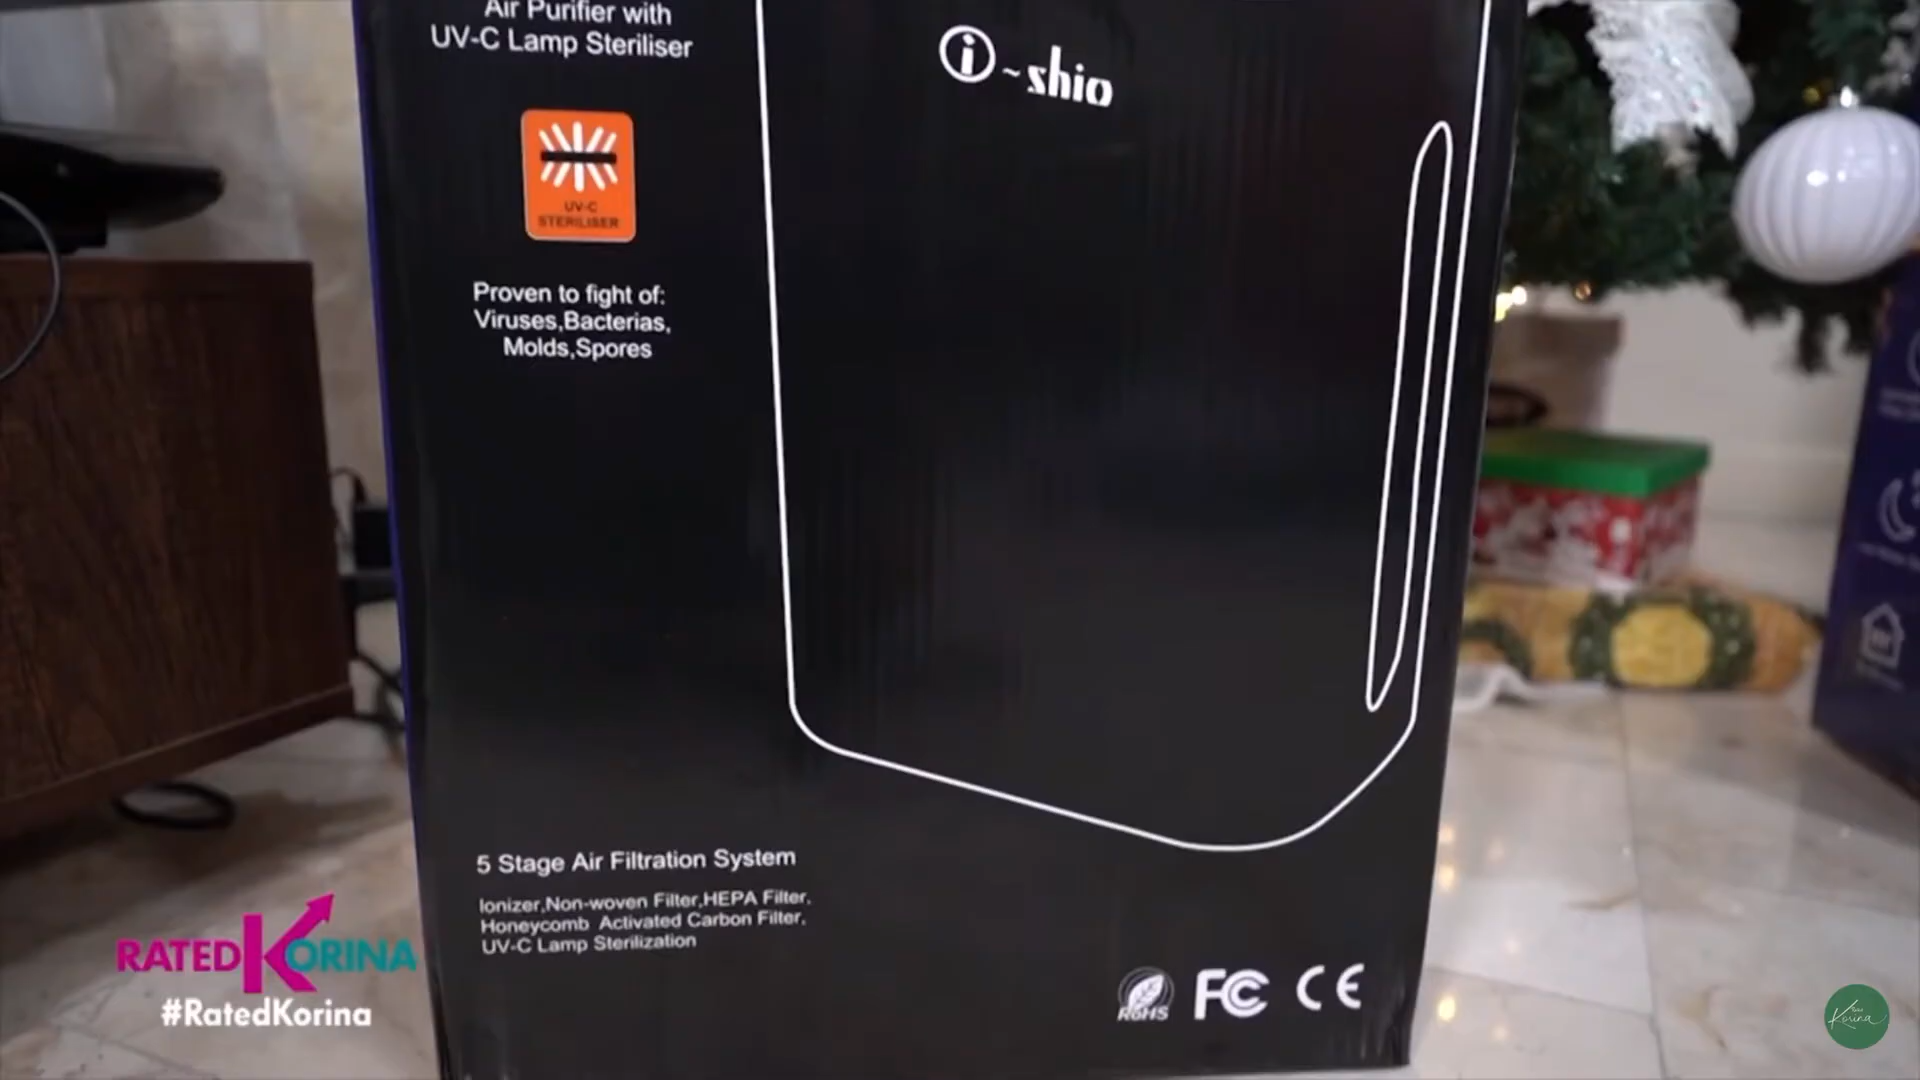 Air Purifier with
UV-C Lamp Steriliser
i~shio
UV-C
STERILISER
Proven to fight of:
Viruses,Bacterias,
Molds,Spores
5 Stage Air Filtration System
Ionizer,Non-woven Filter,HEPA Filter,
Honeycomb Activated Carbon Filter,
UV-C Lamp Sterilization
RoHS FC CE
RATED KORINA
#RatedKorina
Korina